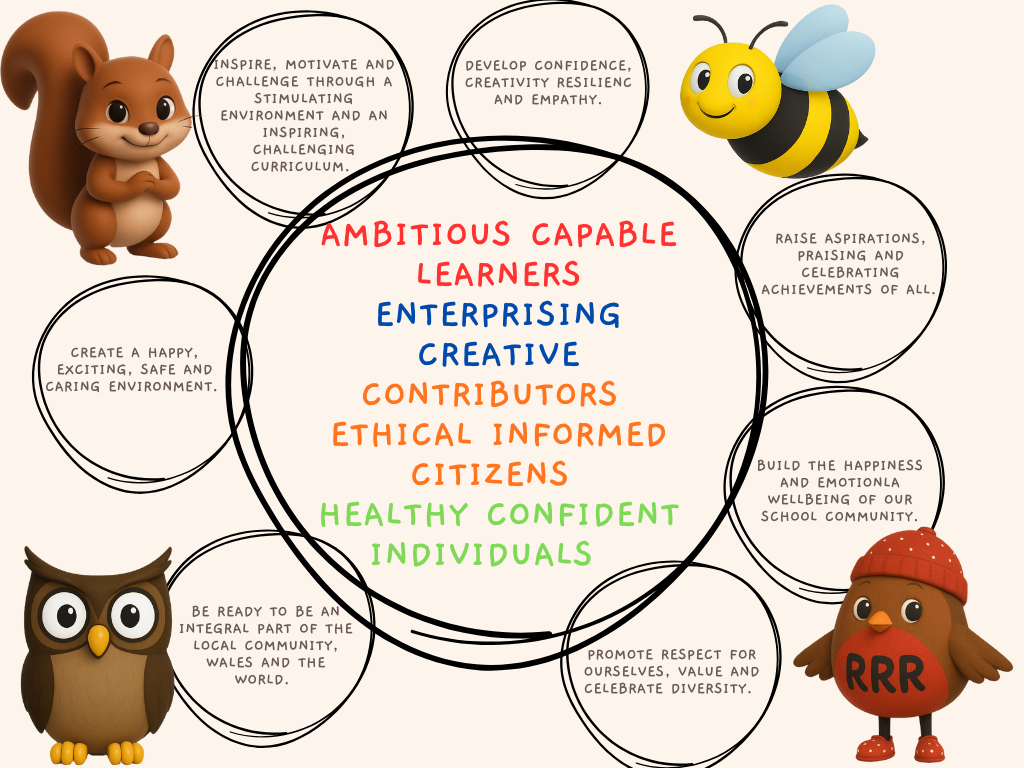 INSPIRE, MOTIVATE AND
CHALLENGE THROUGH A
STIMULATING
ENVIRONMENT AND AN
INSPIRING,
CHALLENGING
CURRICULUM.
DEVELOP CONFIDENCE,
CREATIVITY RESILIENC
AND EMPATHY.
RAISE ASPIRATIONS,
PRAISING AND
CELEBRATING
ACHIEVEMENTS OF ALL.
AMBITIOUS CAPABLE
LEARNERS
ENTERPRISING
CREATIVE
CONTRIBUTORS
ETHICAL INFORMED
CITIZENS
HEALTHY CONFIDENT
INDIVIDUALS
CREATE A HAPPY,
EXCITING, SAFE AND
CARING ENVIRONMENT.
BUILD THE HAPPINESS
AND EMOTIONLA
WELLBEING OF OUR
SCHOOL COMMUNITY.
BE READY TO BE AN
INTEGRAL PART OF THE
LOCAL COMMUNITY,
WALES AND THE
WORLD.
PROMOTE RESPECT FOR
OURSELVES, VALUE AND
CELEBRATE DIVERSITY.
RRR